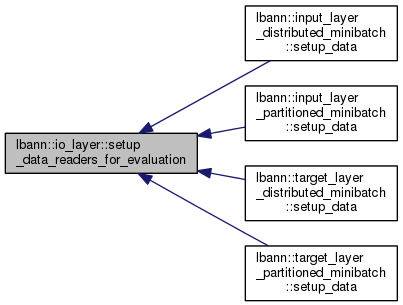 lbann::input_layer
_distributed_minibatch
::setup_data
lbann::input_layer
_partitioned_minibatch
::setup_data
lbann::io_layer::setup
_data_readers_for_evaluation
lbann::target_layer
_distributed_minibatch
::setup_data
lbann::target_layer
_partitioned_minibatch
::setup_data